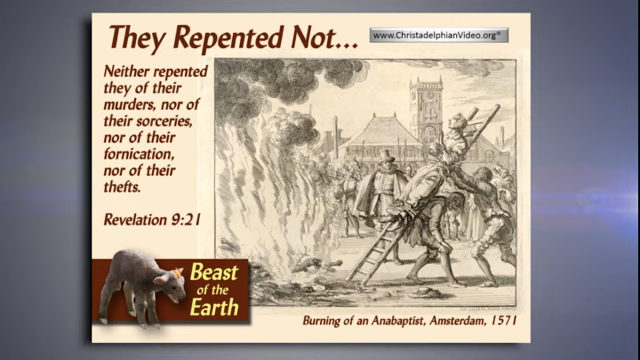 They Repented Not...
www.ChristadelphianVideo.org®
Neither repented
they of their
murders, nor of
their sorceries,
nor of their
fornication,
nor of their
thefts.
Revelation 9:21
Beast
of the
Earth
Burning of an Anabaptist, Amsterdam, 1571